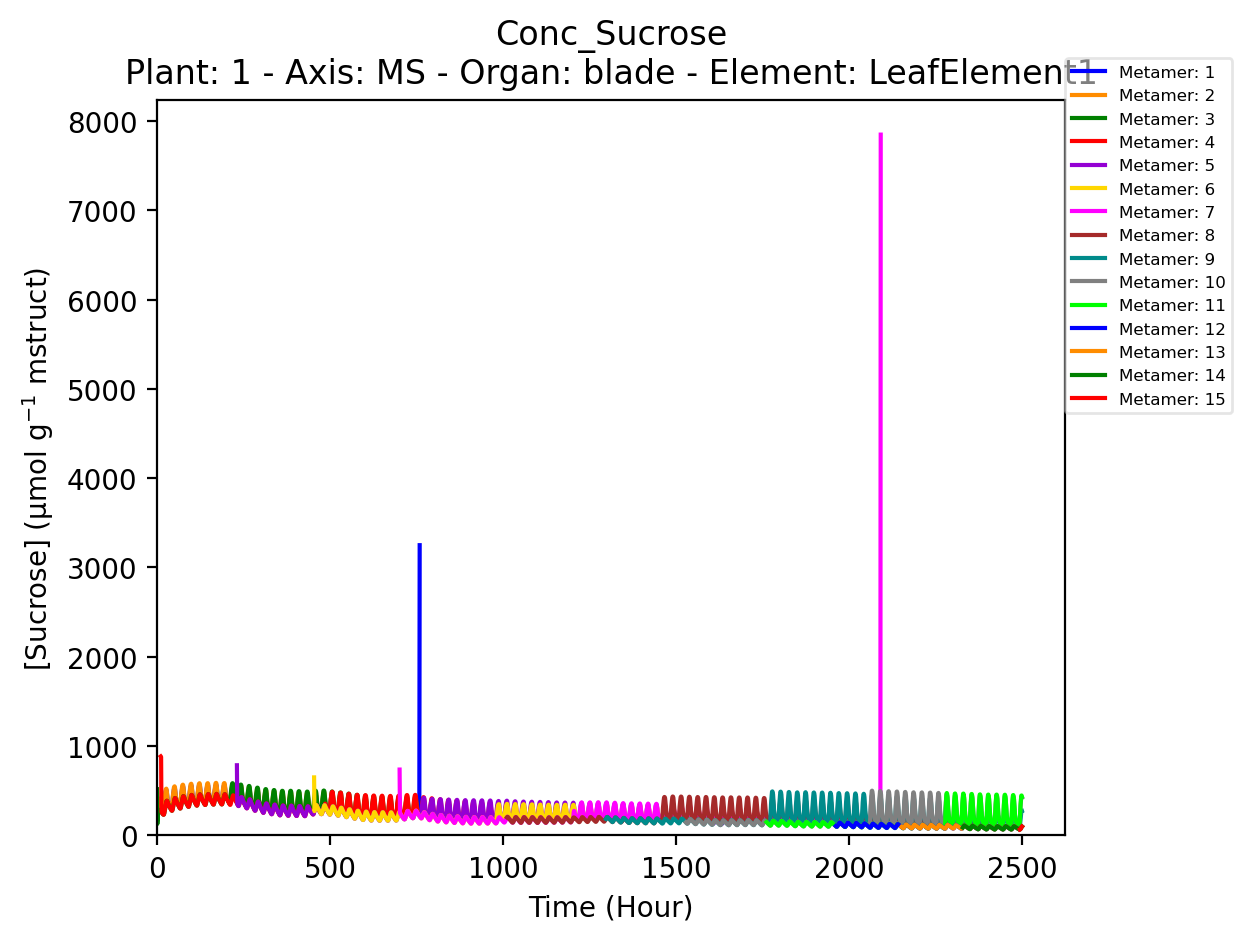 Conc_Sucrose
Plant: 1 - Axis: MS - Organ: blade - Element: LeafElement1
Metamer: 1
Metamer: 2
Metamer: 3
Metamer: 4
Metamer: 5
Metamer: 6
Metamer: 7
Metamer: 8
Metamer: 9
Metamer: 10
Metamer: 11
Metamer: 12
Metamer: 13
Metamer: 14
Metamer: 15
[Sucrose] (µmol g⁻¹ mstruct)
8000
7000
6000
5000
4000
3000
2000
1000
0
0 500 1000 1500 2000 2500
Time (Hour)